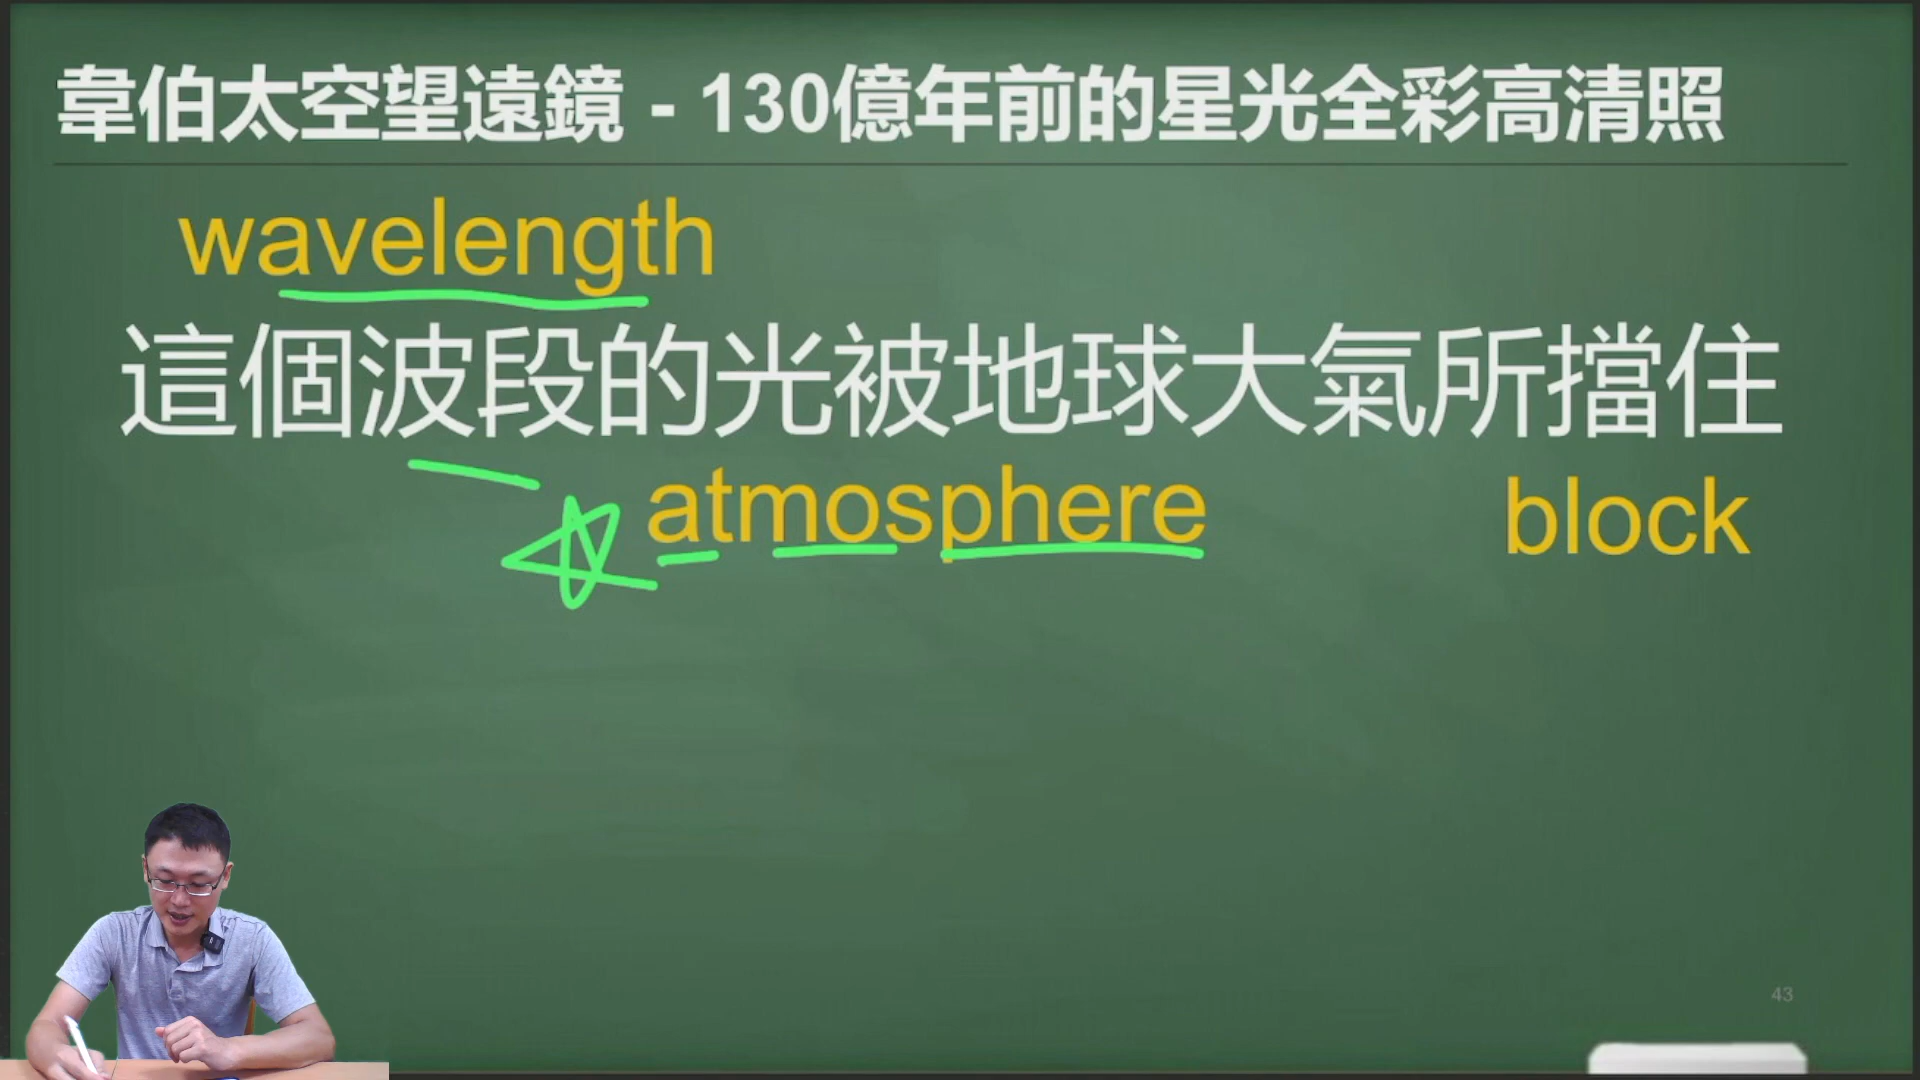 韋伯太空望遠鏡 - 130億年前的星光全彩高清照
wavelength
這個波段的光被地球大氣所擋住
atmosphere block
43